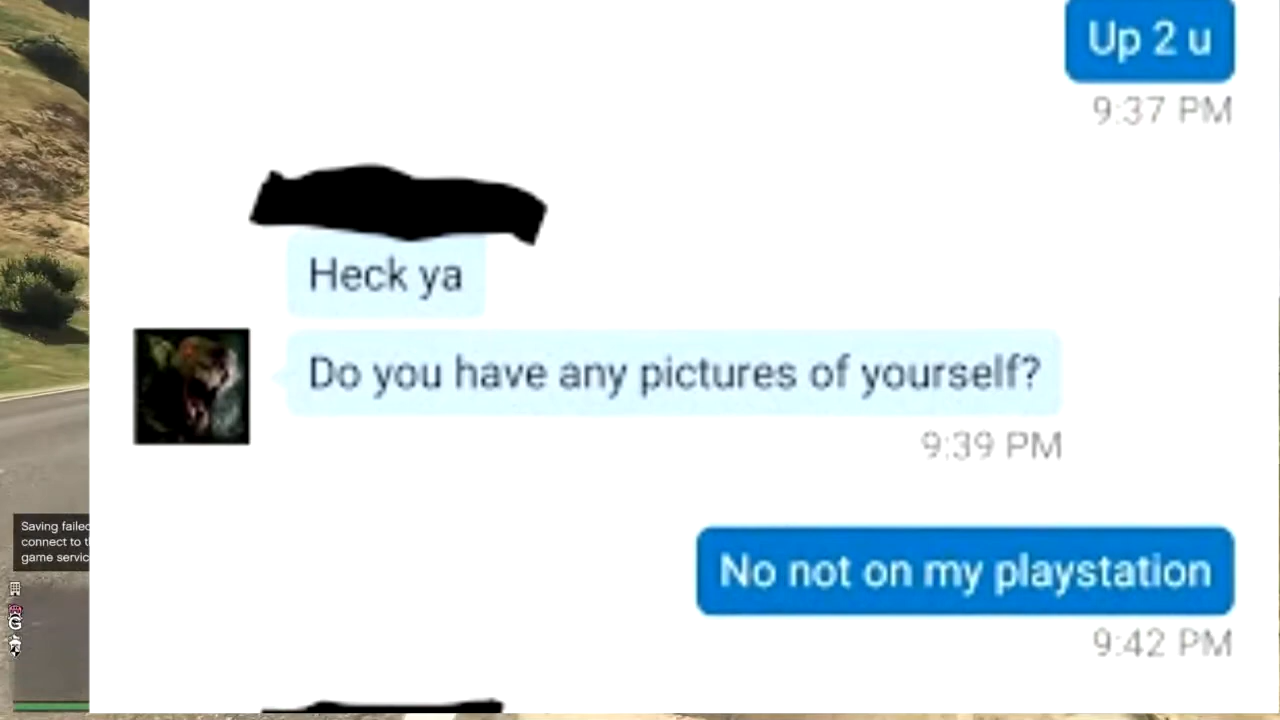 Up 2 u
9:37 PM
Heck ya
Do you have any pictures of yourself?
9:39 PM
Saving failed
connect to
game servic
No not on my playstation
9:42 PM